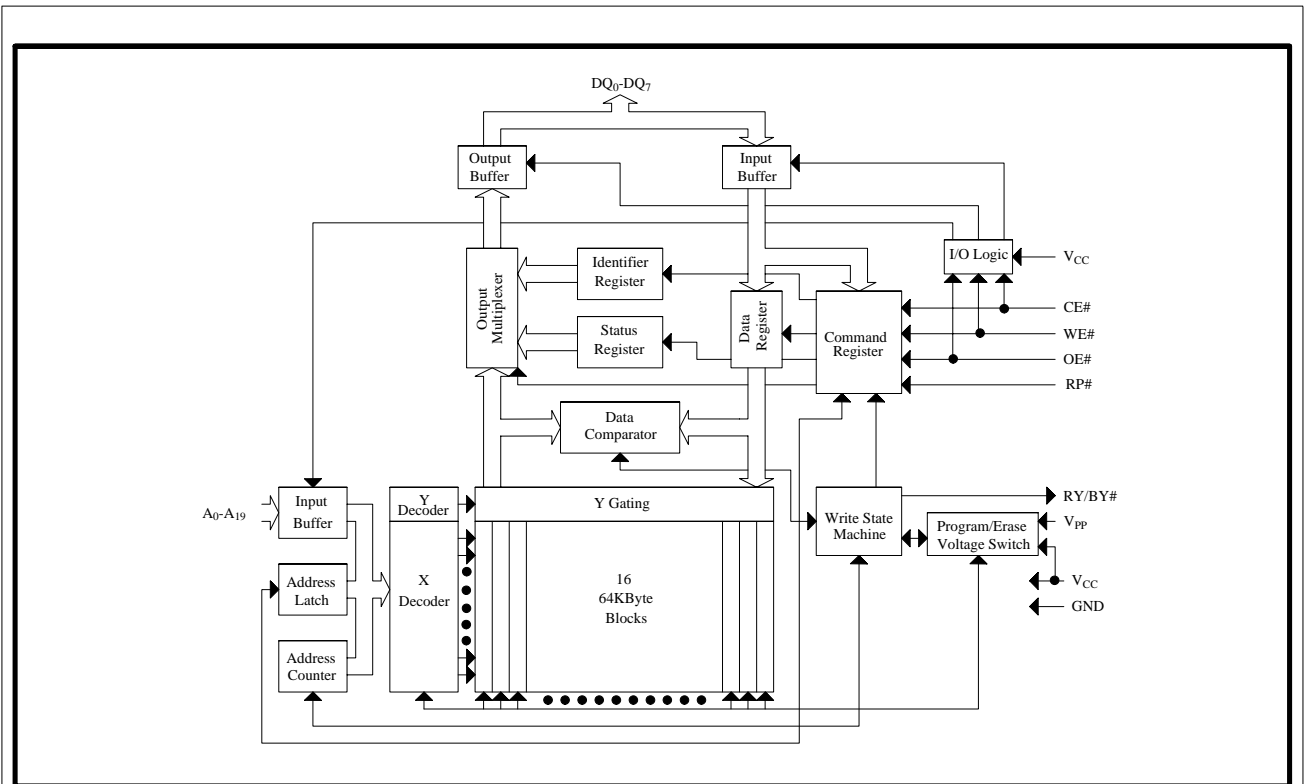 DQ0-DQ7
Output
Buffer
Input
Buffer
I/O Logic
VCC
Output
Multiplexer
Identifier
Register
Status
Register
Data
Register
Command
Register
CE#
WE#
OE#
RP#
Data
Comparator
A0-A19
Input
Buffer
Y
Decoder
Y Gating
Write State
Machine
RY/BY#
Program/Erase
Voltage Switch
VPP
VCC
GND
Address
Latch
X
Decoder
16
64KByte
Blocks
Address
Counter